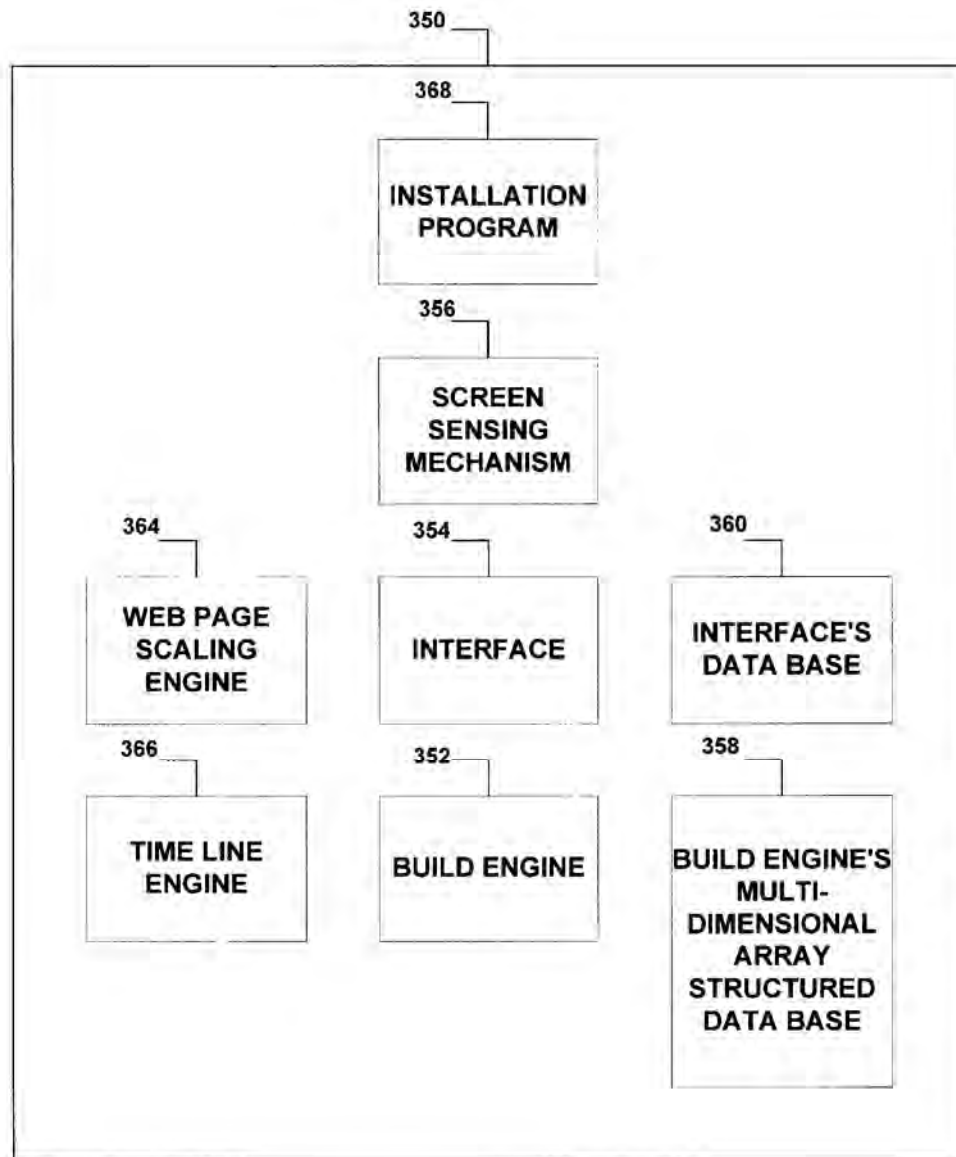 350
368
INSTALLATION
PROGRAM
356
SCREEN
SENSING
MECHANISM
364
WEB PAGE
SCALING
ENGINE
354
INTERFACE
360
INTERFACE'S
DATA BASE
366
TIME LINE
ENGINE
352
BUILD ENGINE
358
BUILD ENGINE'S
MULTI-
DIMENSIONAL
ARRAY
STRUCTURED
DATA BASE